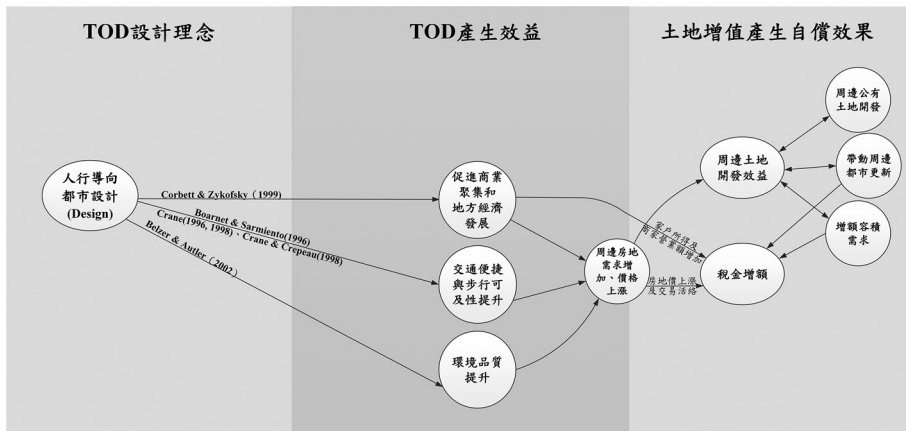 TOD設計理念
TOD產生效益
土地增值產生自償效果
人行導向
都市設計
(Design)
Corbett & Zykofsky（1999）
Boarnet & Sarmiento(1996)
Crane(1996, 1998)、Crane & Crepeau(1998)
Belzer & Autler（2002）
促進商業
聚集和
地方經濟
發展
交通便捷
與步行可
及性提升
環境品質
提升
周邊房地
需求增
加、價格
上漲
家戶所得及
商家營業額增加
房地價上漲
及交易活絡
周邊土地
開發效益
稅金增額
周邊公有
土地開發
帶動周邊
都市更新
增額容積
需求